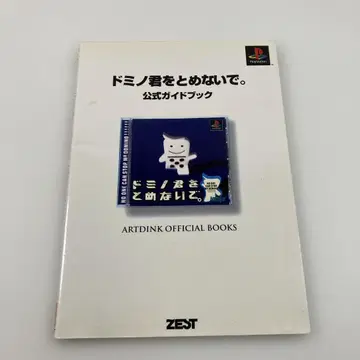 PlayStation
ドミノ君をとめないで。
公式ガイドブック
NO ONE CAN STOP MR.DOMINO!
ドミノ君を
とめないで。
ARTDINK OFFICIAL BOOKS
ZEST